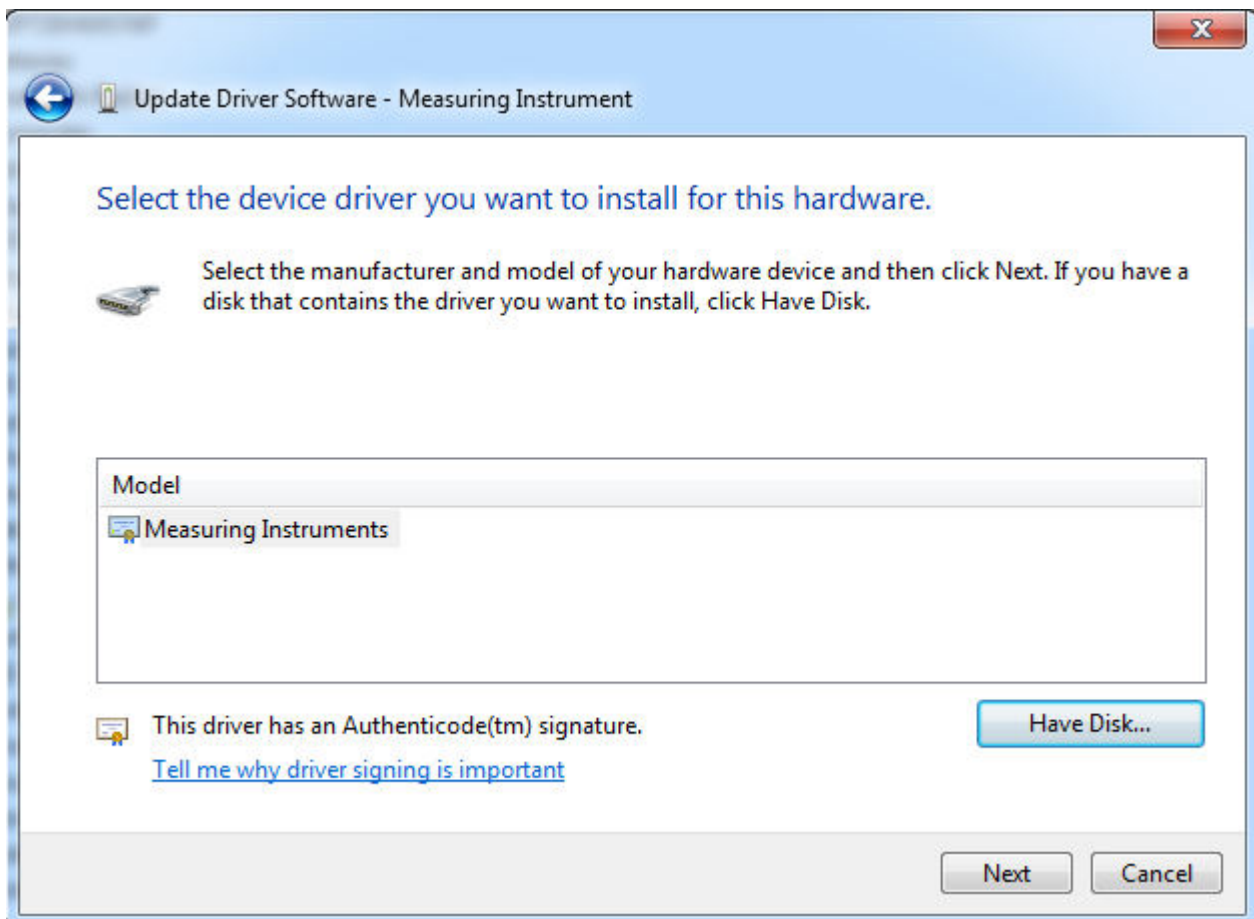 Update Driver Software - Measuring Instrument
Select the device driver you want to install for this hardware.
Select the manufacturer and model of your hardware device and then click Next. If you have a
disk that contains the driver you want to install, click Have Disk.
Model
Measuring Instruments
This driver has an Authenticode(tm) signature.
Have Disk...
Tell me why driver signing is important
Next
Cancel